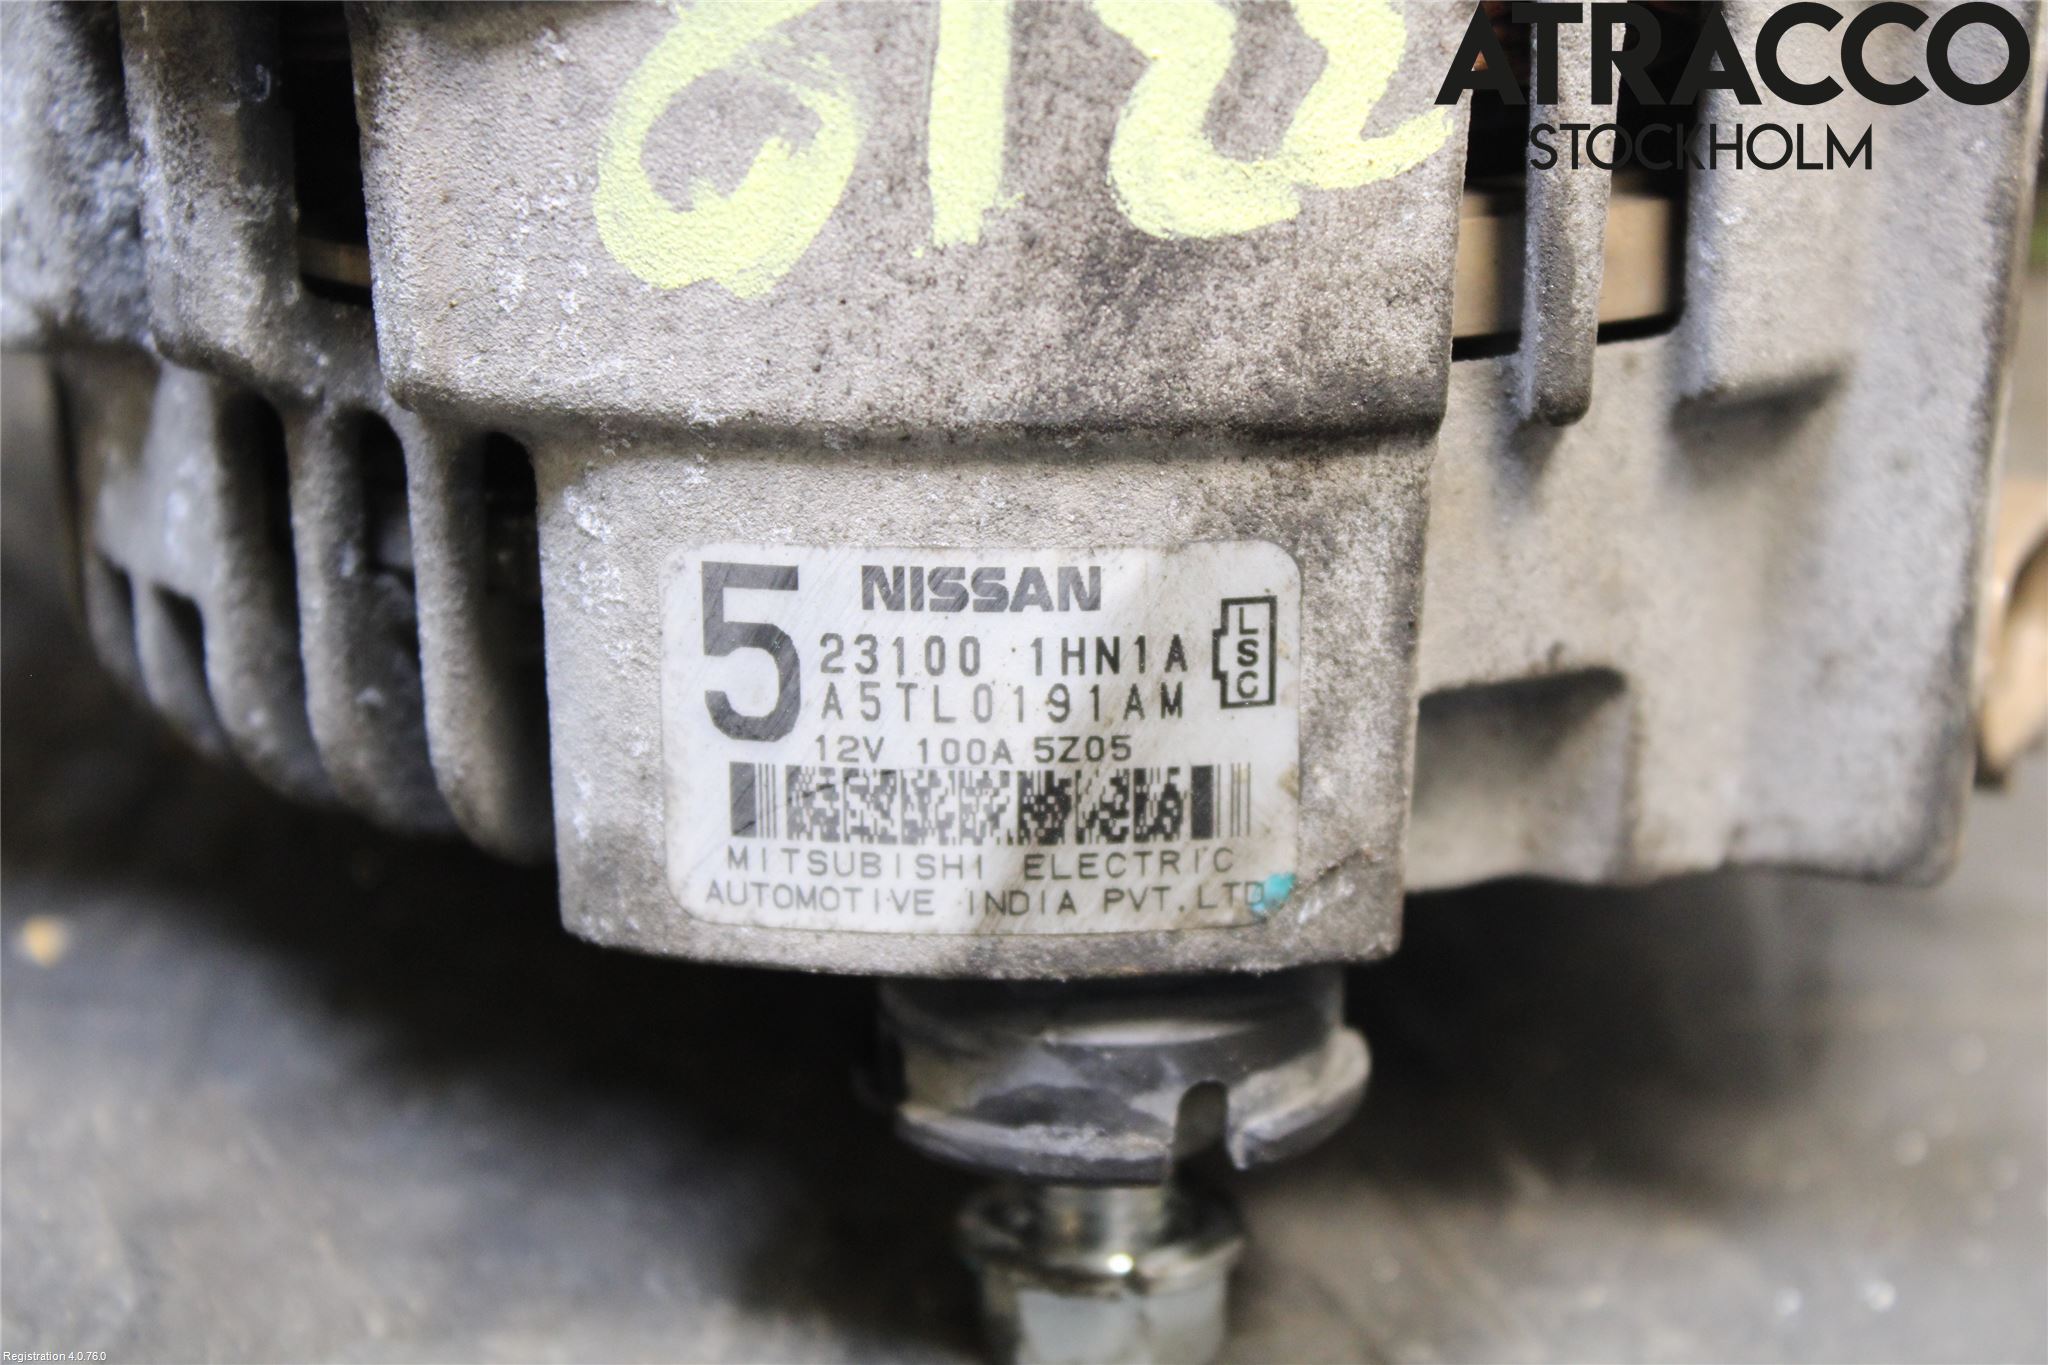 ATRACCO
STOCKHOLM
5 NISSAN
23100 1HN1A
A5TL0191AM
L
S
C
12V 100A 5Z05
MITSUBISHI ELECTRIC
AUTOMOTIVE INDIA PVT.LTD
Registration 4.0.76.0